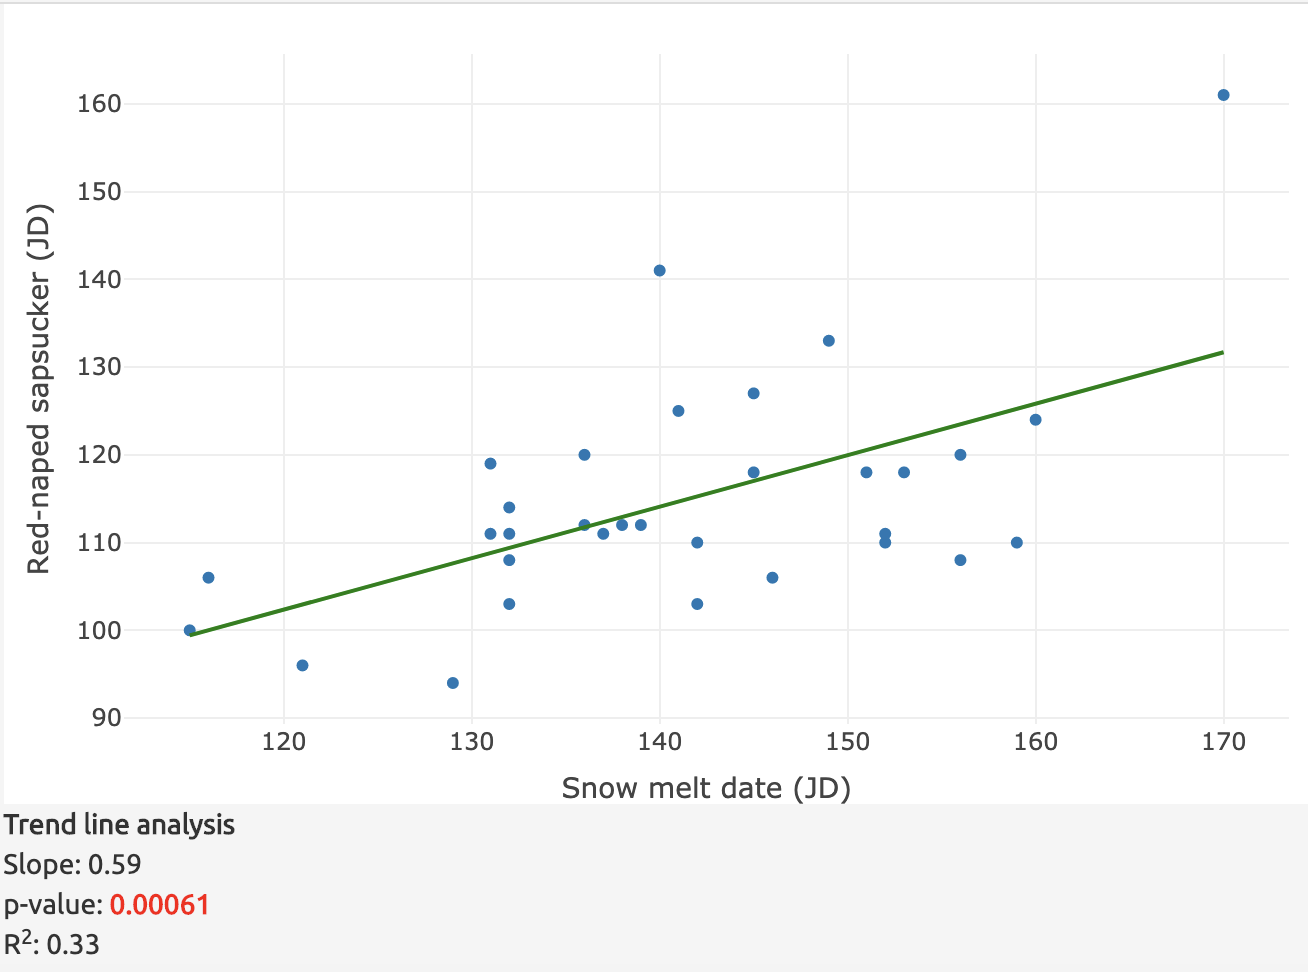 160
150
140
130
120
110
100
90
Red-naped sapsucker (JD)
120 130 140 150 160 170
Snow melt date (JD)
Trend line analysis
Slope: 0.59
p-value: 0.00061
R²: 0.33